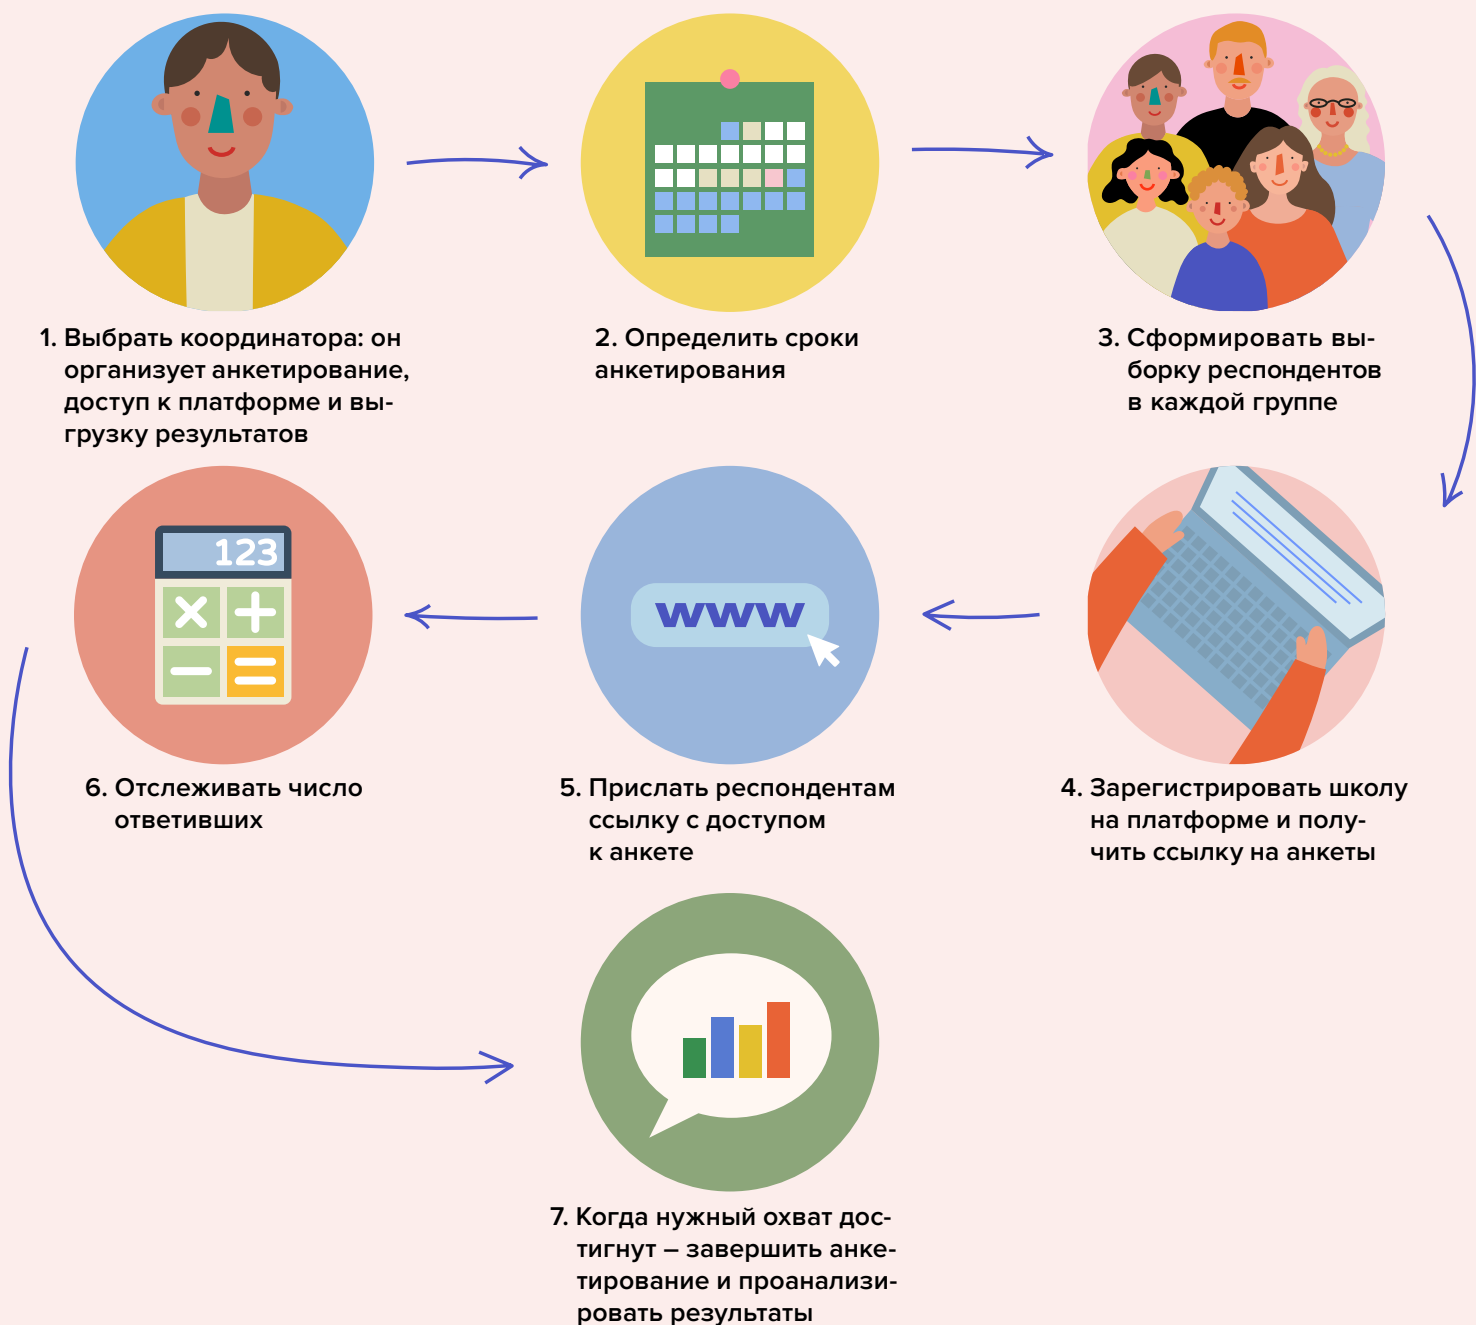 1. Выбрать координатора: он
организует анкетирование,
доступ к платформе и вы-
грузку результатов
2. Определить сроки
анкетирования
3. Сформировать вы-
борку респондентов
в каждой группе
4. Зарегистрировать школу
на платформе и полу-
чить ссылку на анкеты
www
5. Прислать респондентам
ссылку с доступом
к анкете
123
6. Отслеживать число
ответивших
7. Когда нужный охват дос-
тигнут – завершить анке-
тирование и проанализи-
ровать результаты